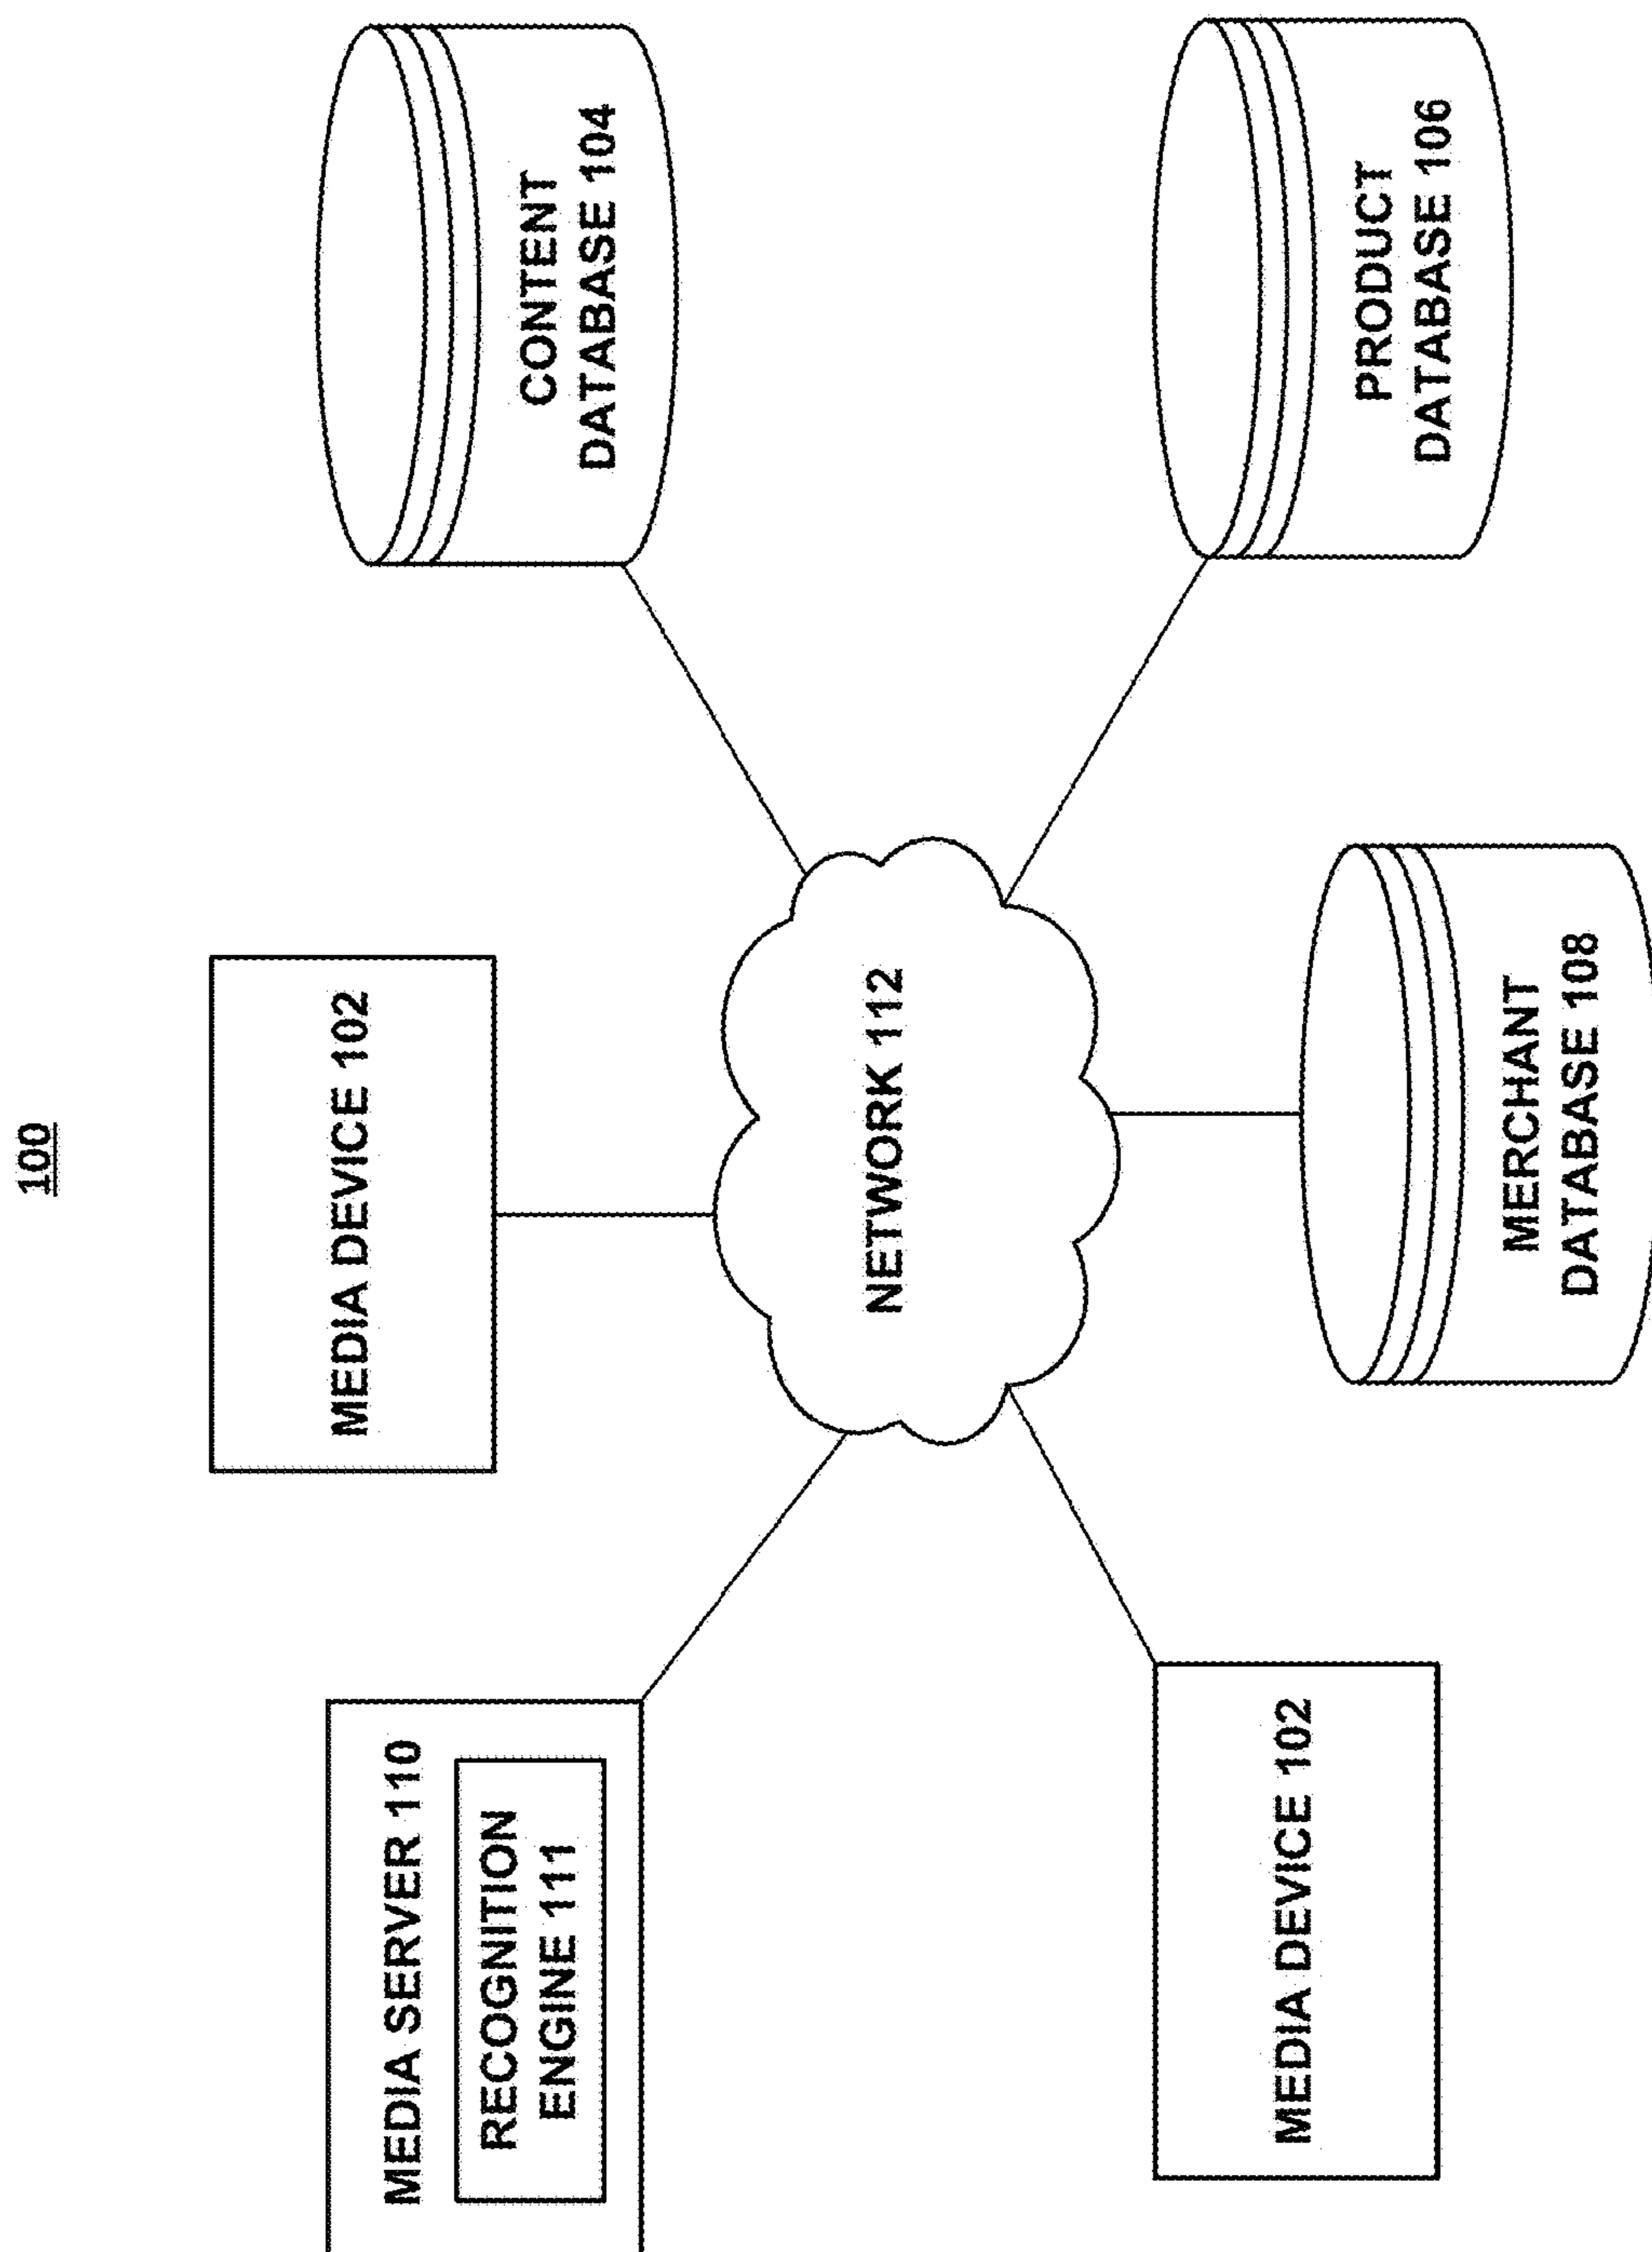 100
MEDIA SERVER 110
RECOGNITION
ENGINE 111
MEDIA DEVICE 102
CONTENT
DATABASE 104
NETWORK 112
MEDIA DEVICE 102
MERCHANT
DATABASE 108
PRODUCT
DATABASE 106